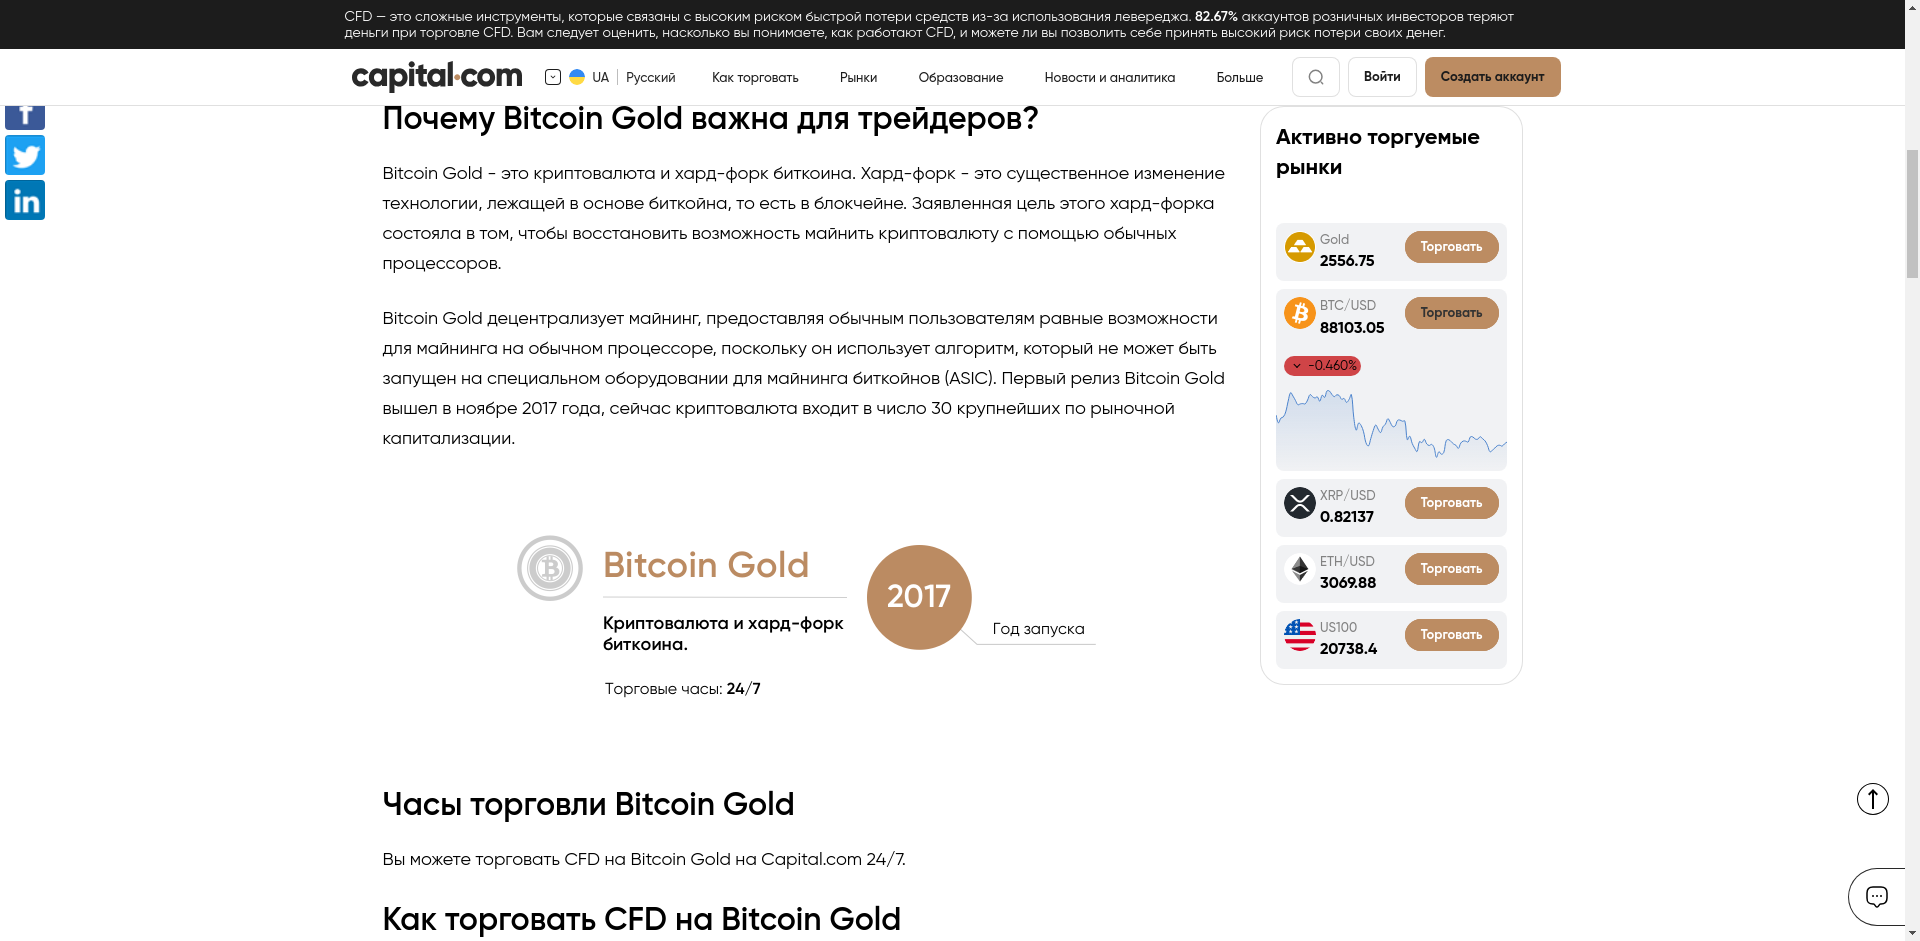 CFD — это сложные инструменты, которые связаны с высоким риском быстрой потери средств из-за использования левереджа. 82.67% аккаунтов розничных инвесторов теряют
деньги при торговле CFD. Вам следует оценить, насколько вы понимаете, как работают CFD, и можете ли вы позволить себе принять высокий риск потери своих денег.
capital.com
UA | Русский
Как торговать
Рынки
Образование
Новости и аналитика
Больше
Войти
Создать аккаунт
Почему Bitcoin Gold важна для трейдеров?
Bitcoin Gold - это криптовалюта и хард-форк биткоина. Хард-форк - это существенное изменение
технологии, лежащей в основе биткойна, то есть в блокчейне. Заявленная цель этого хард-форка
состояла в том, чтобы восстановить возможность майнить криптовалюту с помощью обычных
процессоров.
Bitcoin Gold децентрализует майнинг, предоставляя обычным пользователям равные возможности
для майнинга на обычном процессоре, поскольку он использует алгоритм, который не может быть
запущен на специальном оборудовании для майнинга биткойнов (ASIC). Первый релиз Bitcoin Gold
вышел в ноябре 2017 года, сейчас криптовалюта входит в число 30 крупнейших по рыночной
капитализации.
Bitcoin Gold
Криптовалюта и хард-форк
биткоина.
Торговые часы: 24/7
2017
Год запуска
Часы торговли Bitcoin Gold
Вы можете торговать CFD на Bitcoin Gold на Capital.com 24/7.
Как торговать CFD на Bitcoin Gold
Активно торгуемые
рынки
Gold
2556.75
Торговать
BTC/USD
88103.05
Торговать
-0.460%
XRP/USD
0.82137
Торговать
ETH/USD
3069.88
Торговать
US100
20738.4
Торговать